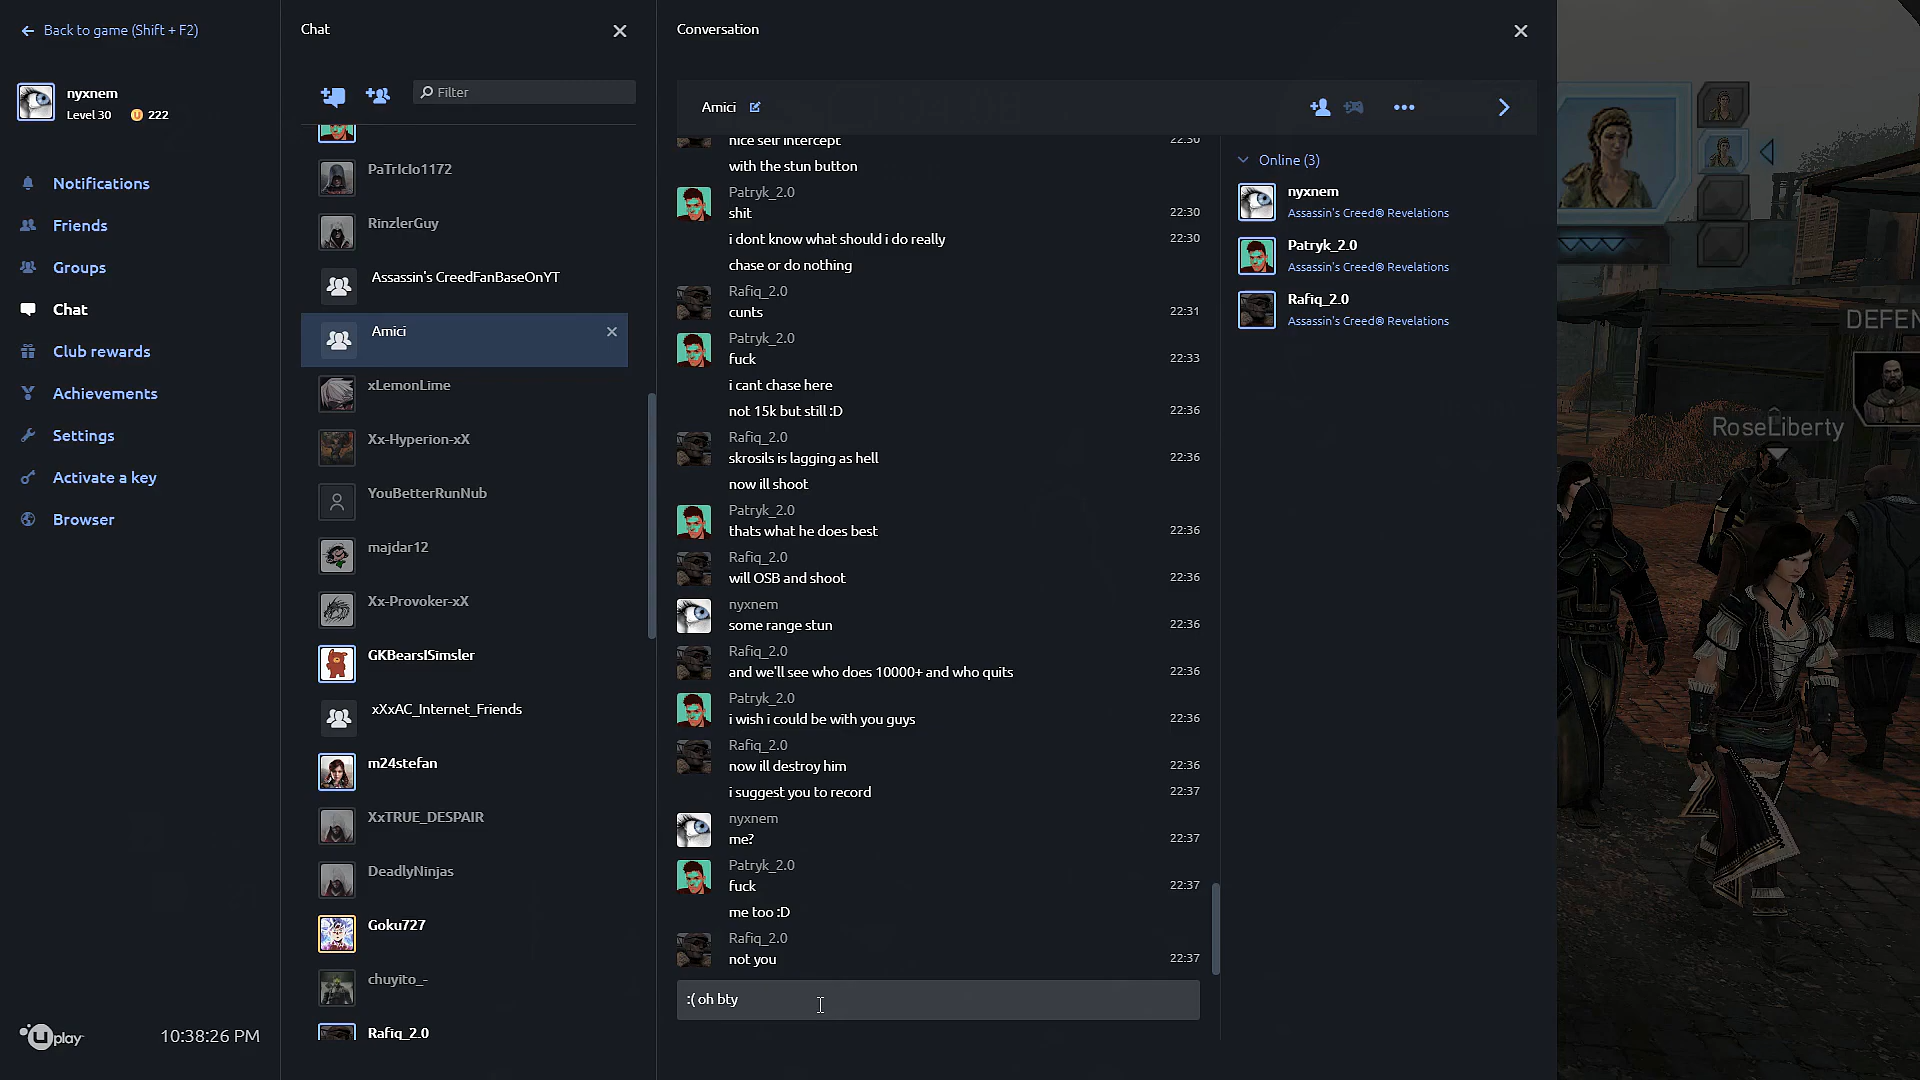 Back to game (Shift + F2)
nyxnem
Level 30
222
Notifications
Friends
Groups
Chat
Club rewards
Achievements
Settings
Activate a key
Browser
uplay
10:38:26 PM
Chat
Filter
PaTrIcIo1172
RinzlerGuy
Assassin's CreedFanBaseOnYT
Amici
xLemonLime
Xx-Hyperion-xX
YouBetterRunNub
majdar12
Xx-Provoker-xX
GKBearsISimsler
xXxAC_Internet_Friends
m24stefan
XxTRUE_DESPAIR
DeadlyNinjas
Goku727
chuyito_-
Rafiq_2.0
Conversation
Amici
nice self intercept 22:30
with the stun button
Patryk_2.0
shit 22:30
i dont know what should i do really 22:30
chase or do nothing
Rafiq_2.0
cunts 22:31
Patryk_2.0
fuck 22:33
i cant chase here
not 15k but still :D 22:36
Rafiq_2.0
skrosils is lagging as hell 22:36
now ill shoot
Patryk_2.0
thats what he does best 22:36
Rafiq_2.0
will OSB and shoot 22:36
nyxnem
some range stun 22:36
Rafiq_2.0
and we'll see who does 10000+ and who quits 22:36
Patryk_2.0
i wish i could be with you guys 22:36
Rafiq_2.0
now ill destroy him 22:36
i suggest you to record 22:37
nyxnem
me? 22:37
Patryk_2.0
fuck 22:37
me too :D
Rafiq_2.0
not you 22:37
:( oh bty
Online (3)
nyxnem
Assassin's Creed® Revelations
Patryk_2.0
Assassin's Creed® Revelations
Rafiq_2.0
Assassin's Creed® Revelations
DEFEN
RoseLiberty